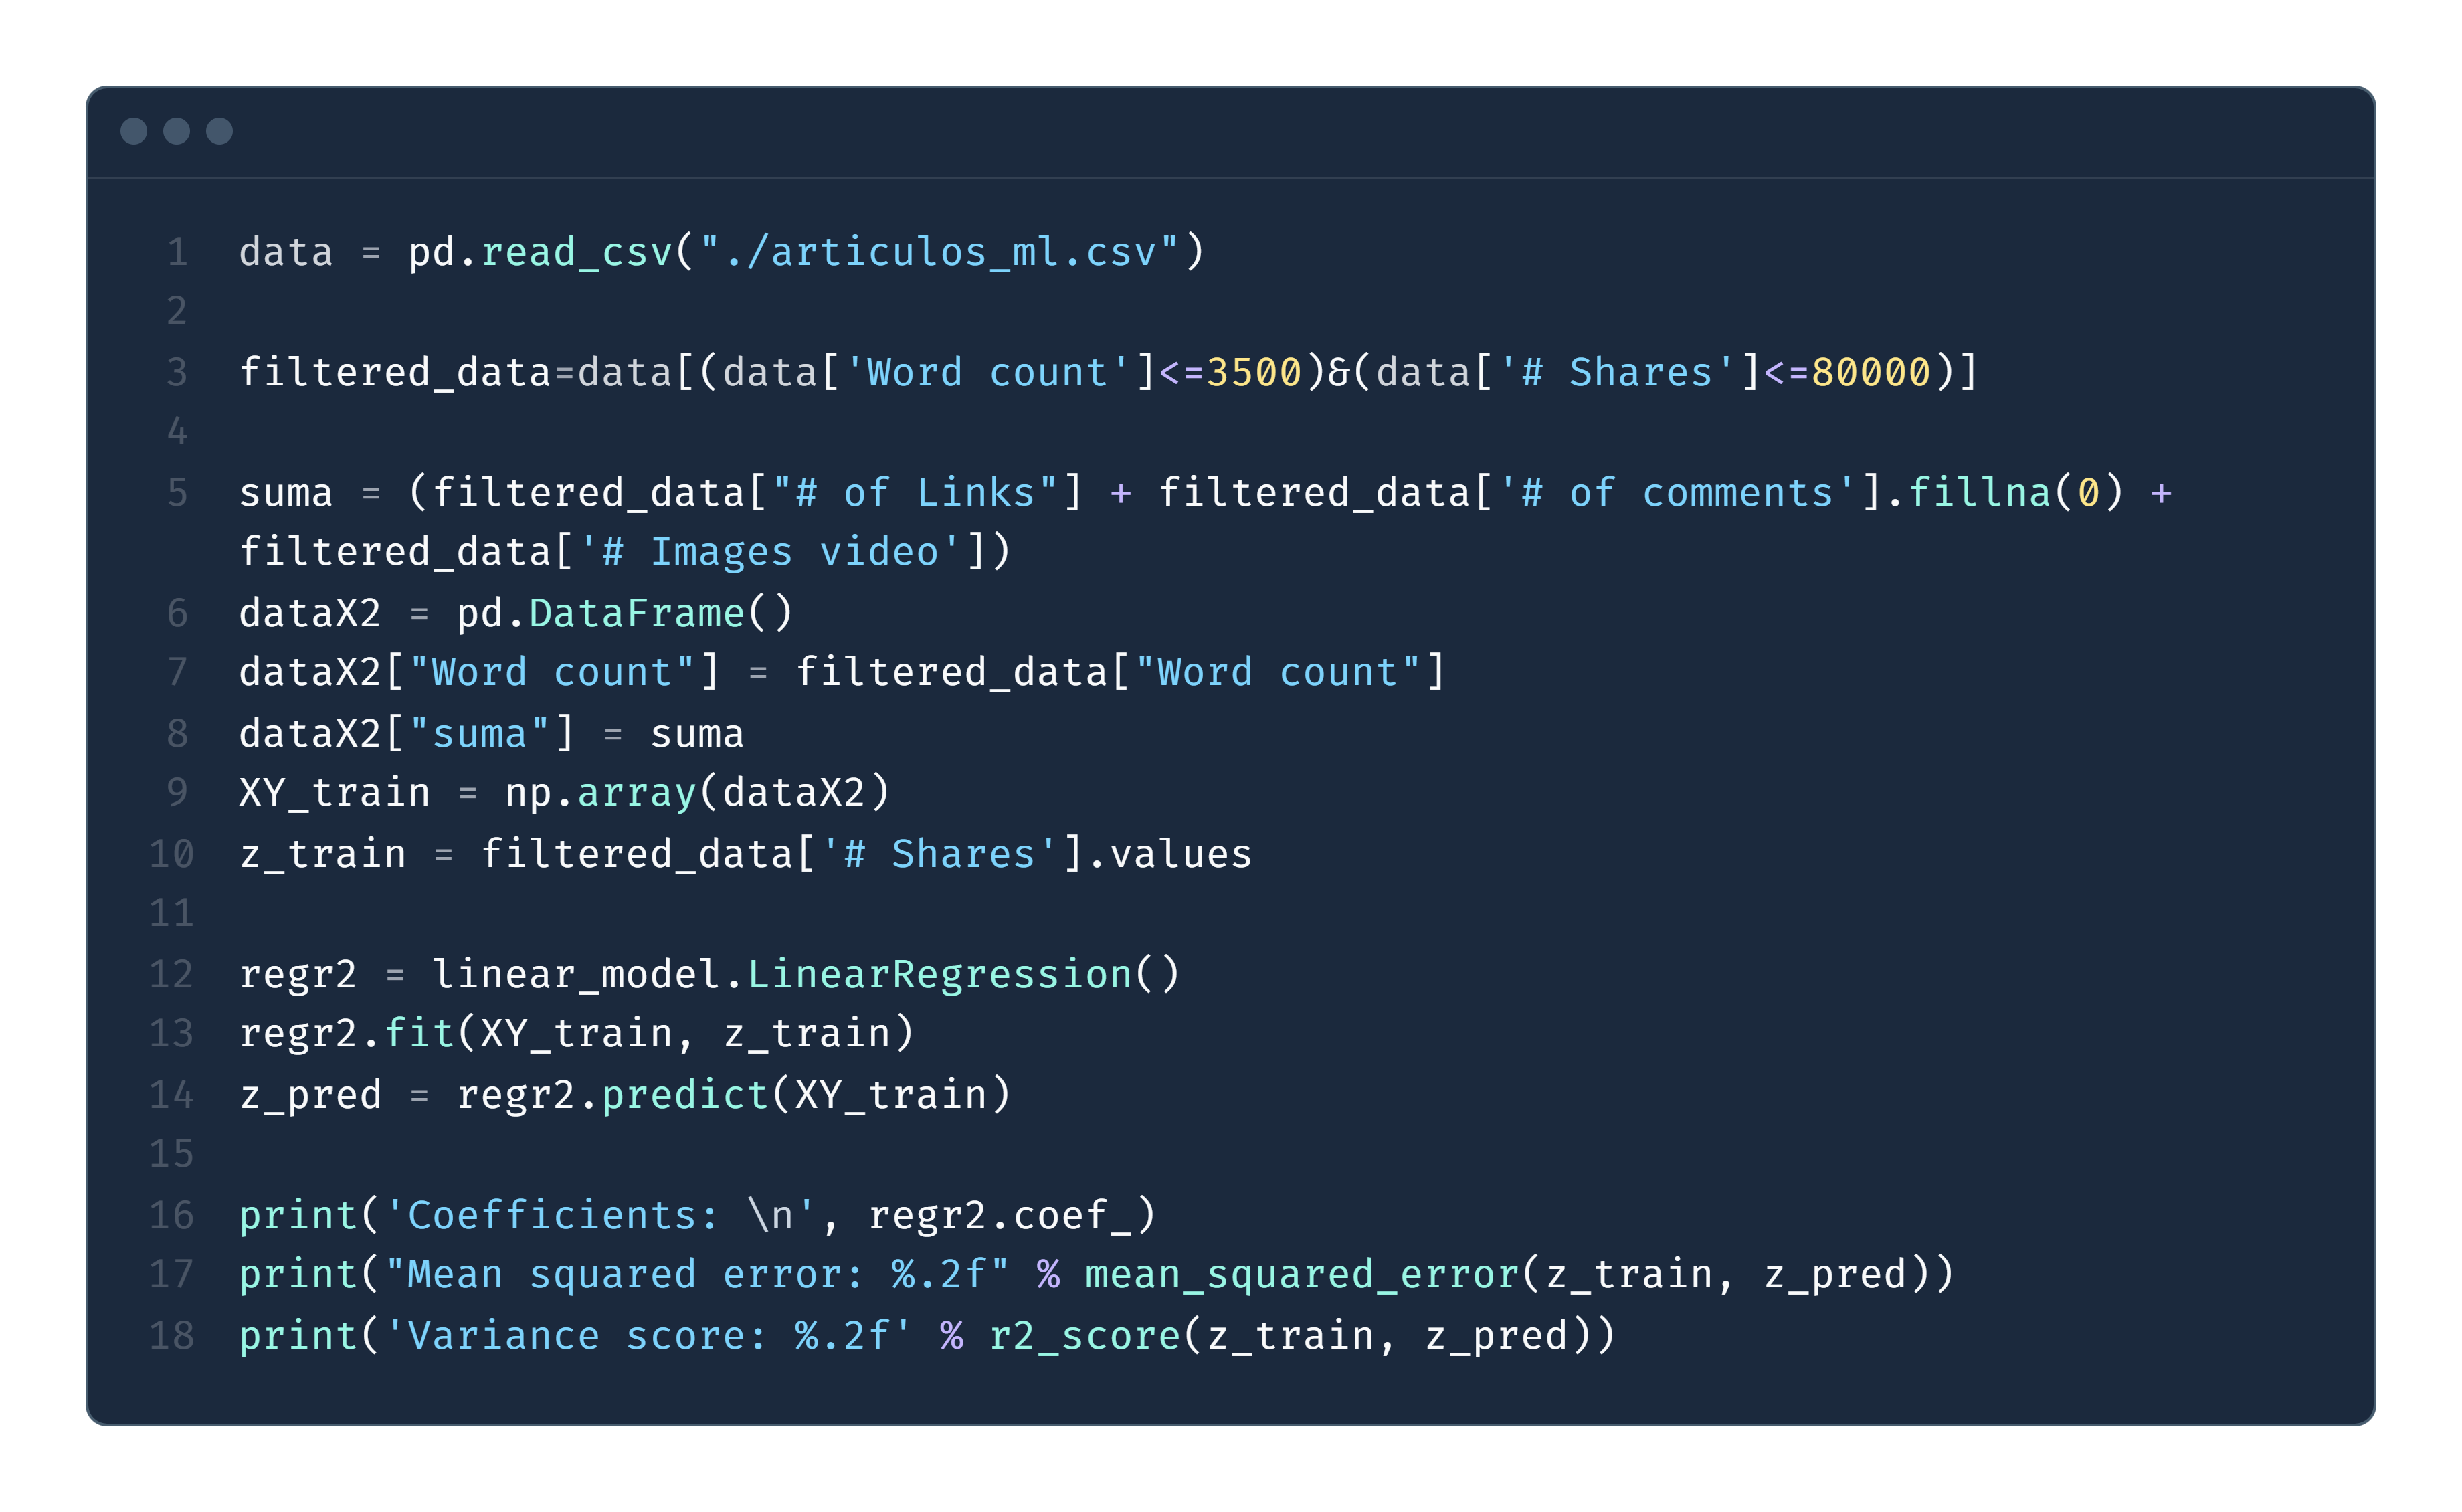 1 data = pd.read_csv("./articulos_ml.csv")
2
3 filtered_data=data[(data['Word count']<=3500)&(data['# Shares']<=80000)]
4
5 suma = (filtered_data["# of Links"] + filtered_data['# of comments'].fillna(0) +
filtered_data['# Images video'])
6 dataX2 = pd.DataFrame()
7 dataX2["Word count"] = filtered_data["Word count"]
8 dataX2["suma"] = suma
9 XY_train = np.array(dataX2)
10 z_train = filtered_data['# Shares'].values
11
12 regr2 = linear_model.LinearRegression()
13 regr2.fit(XY_train, z_train)
14 z_pred = regr2.predict(XY_train)
15
16 print('Coefficients: \n', regr2.coef_)
17 print("Mean squared error: %.2f" % mean_squared_error(z_train, z_pred))
18 print('Variance score: %.2f' % r2_score(z_train, z_pred))